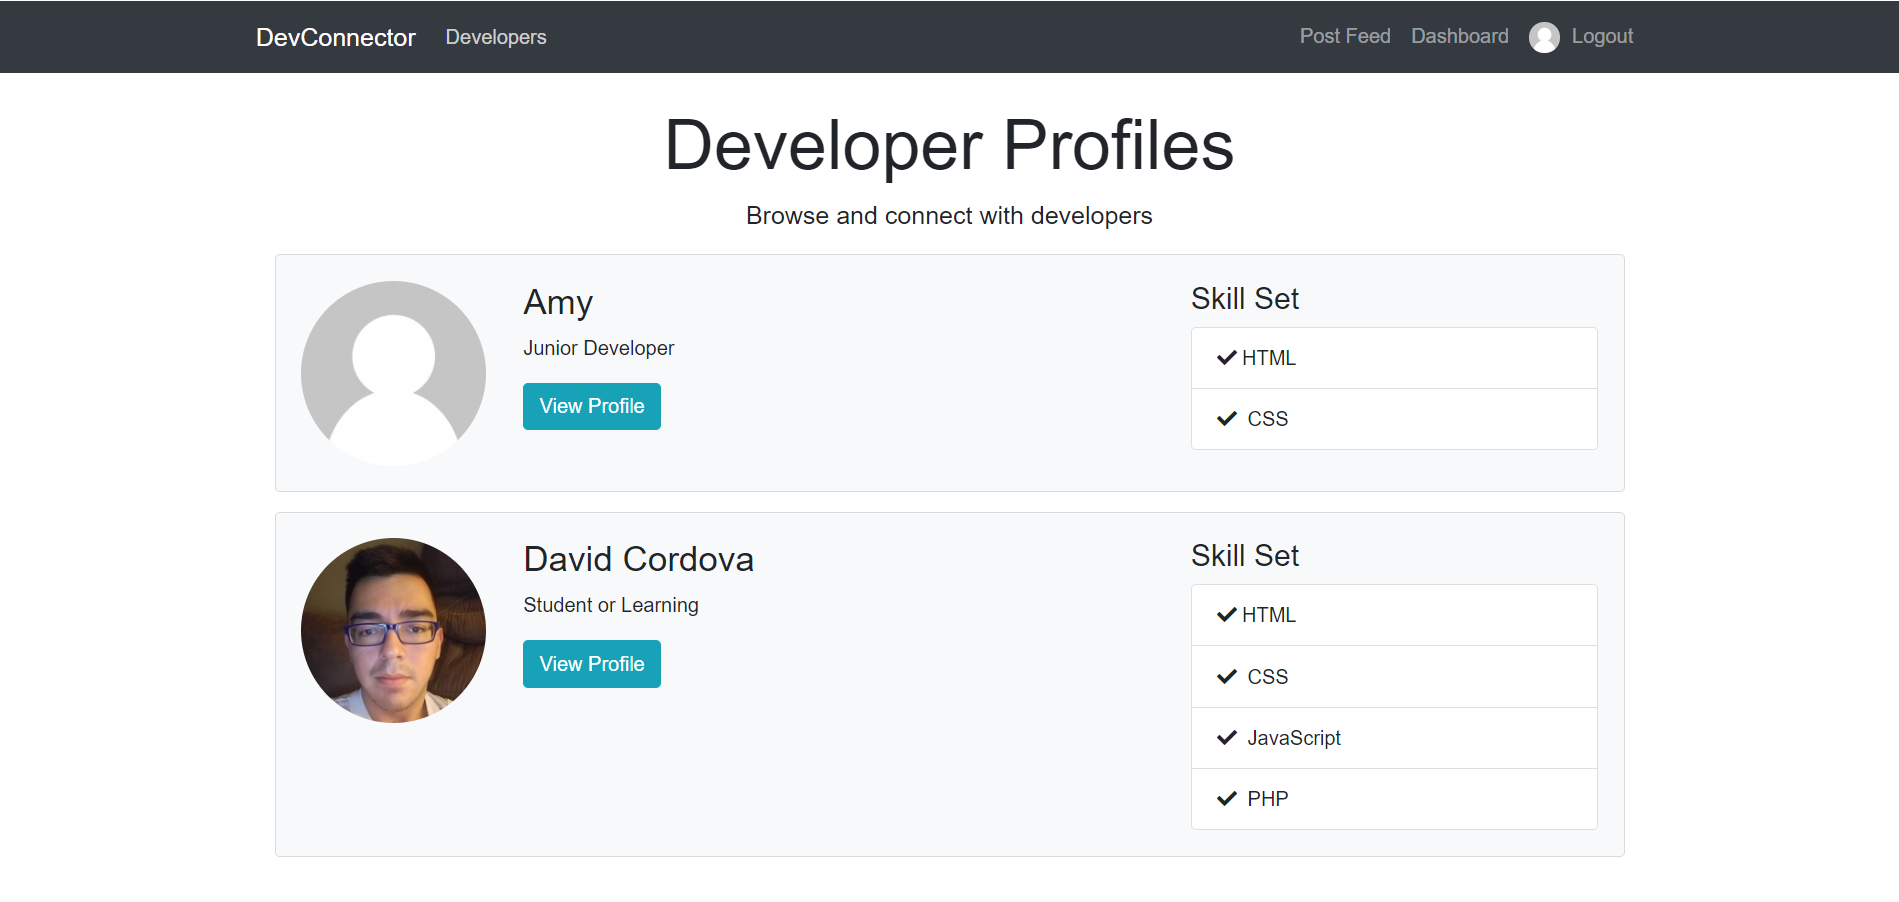 DevConnector Developers Post Feed Dashboard Logout
Developer Profiles
Browse and connect with developers
Amy
Junior Developer
View Profile
Skill Set
HTML
CSS
David Cordova
Student or Learning
View Profile
Skill Set
HTML
CSS
JavaScript
PHP